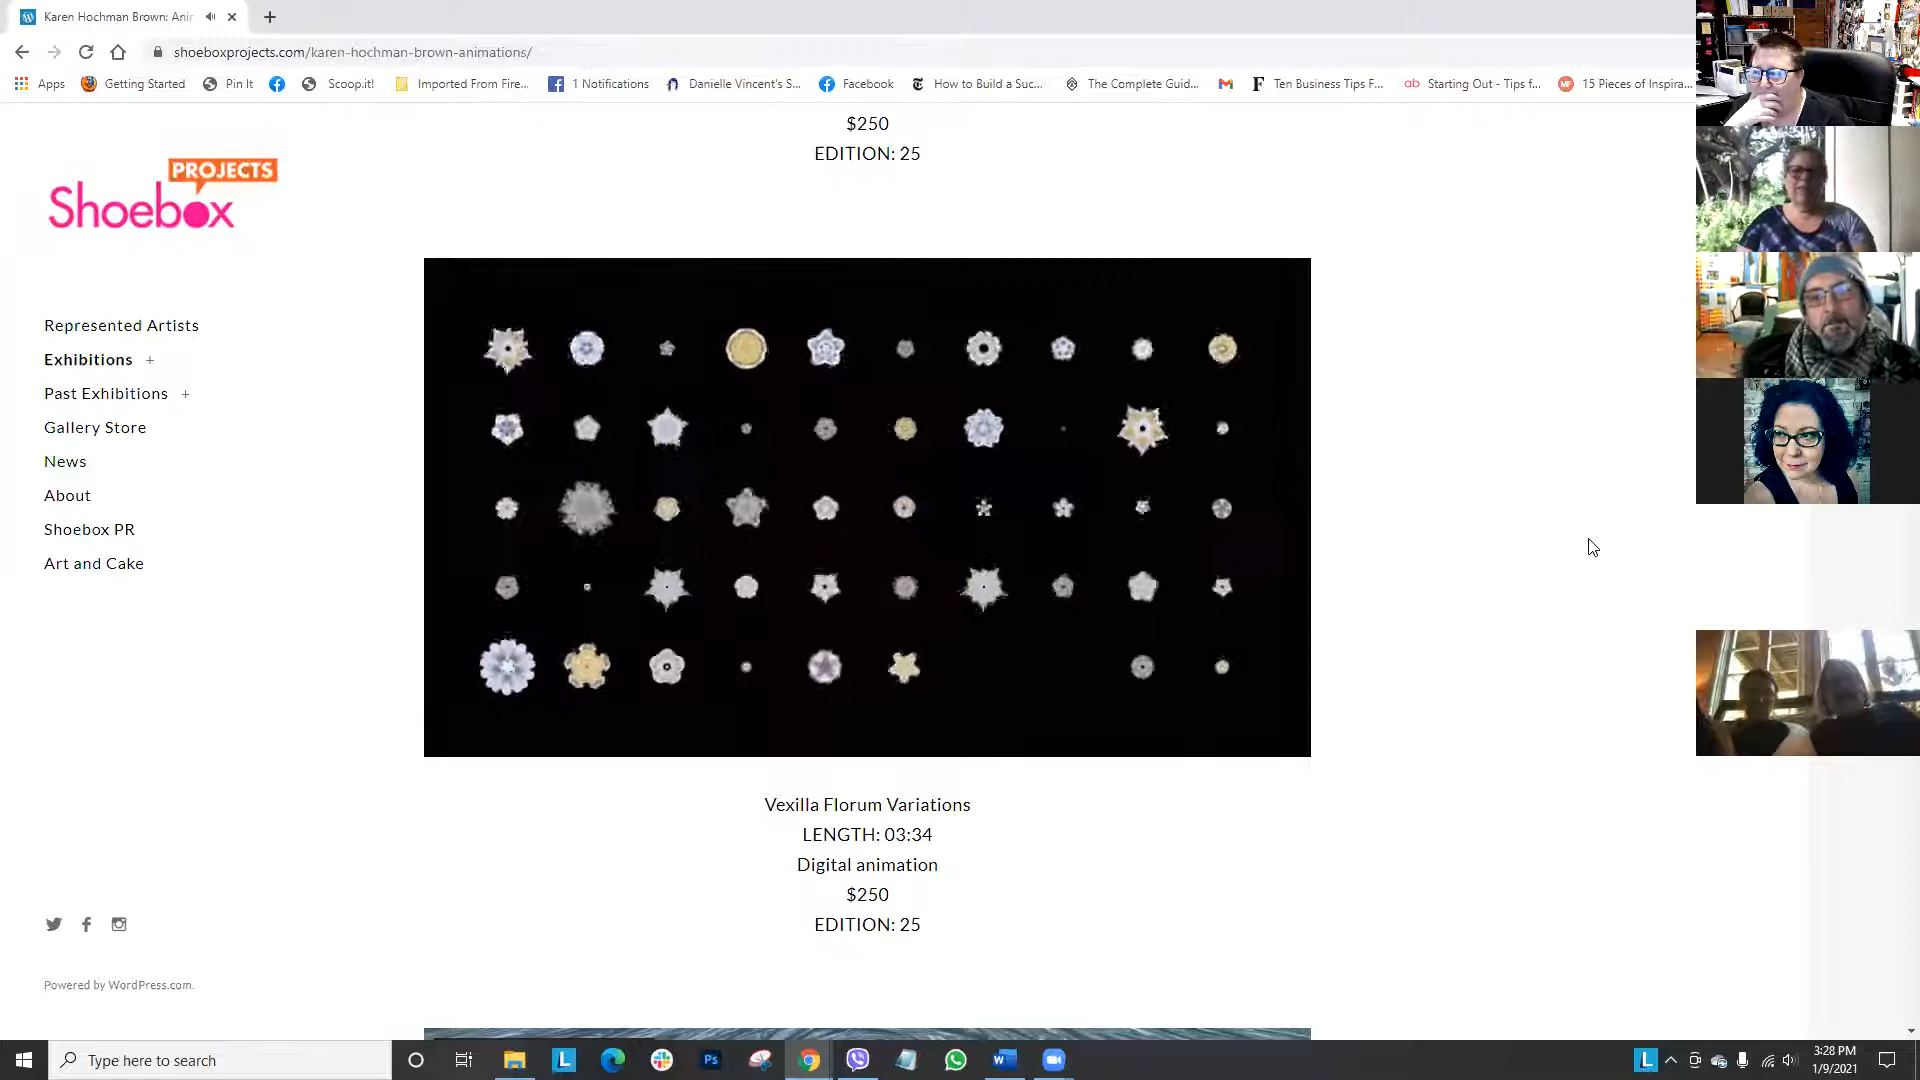 Karen Hochman Brown: Ani
shoeboxprojects.com/karen-hochman-brown-animations/
Apps
Getting Started
Pin It
Scoop.it!
Imported From Fire...
1 Notifications
Danielle Vincent's S...
Facebook
How to Build a Suc...
The Complete Guid...
Ten Business Tips F...
Starting Out - Tips f...
15 Pieces of Inspira...
$250
EDITION: 25
PROJECTS
Shoebox
Represented Artists
Exhibitions +
Past Exhibitions +
Gallery Store
News
About
Shoebox PR
Art and Cake
Vexilla Florum Variations
LENGTH: 03:34
Digital animation
$250
EDITION: 25
Powered by WordPress.com.
Type here to search
3:28 PM
1/9/2021